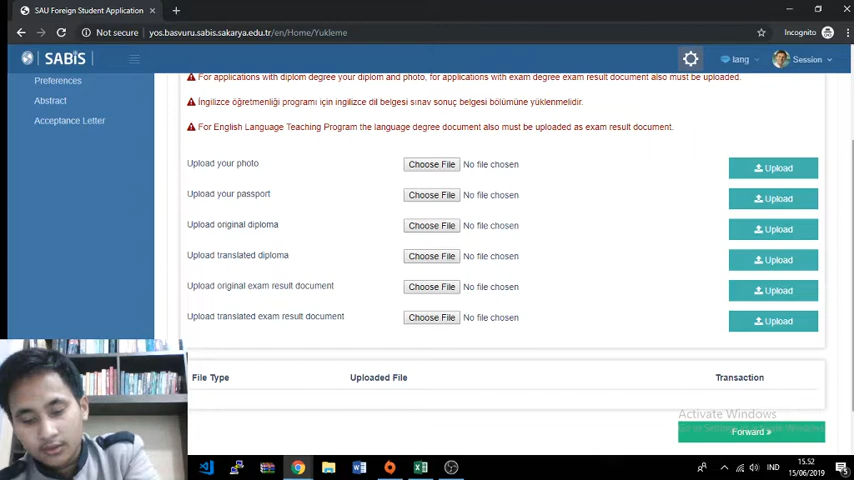 SAU Foreign Student Application
Not secure
yos.basvuru.sabis.sakarya.edu.tr/en/Home/Yukleme
Incognito
SABİS
lang
Session
Preferences
Abstract
Acceptance Letter
For applications with diplom degree your diplom and photo, for applications with exam degree exam result document also must be uploaded.
İngilizce öğretmenliği programı için ingilizce dil belgesi sınav sonuç belgesi bölümüne yüklenmelidir.
For English Language Teaching Program the language degree document also must be uploaded as exam result document.
Upload your photo Choose File No file chosen Upload
Upload your passport Choose File No file chosen Upload
Upload original diploma Choose File No file chosen Upload
Upload translated diploma Choose File No file chosen Upload
Upload original exam result document Choose File No file chosen Upload
Upload translated exam result document Choose File No file chosen Upload
File Type Uploaded File Transaction
Activate Windows
Go to Settings to activate Windows.
Forward »
IND
15.52
15/06/2019